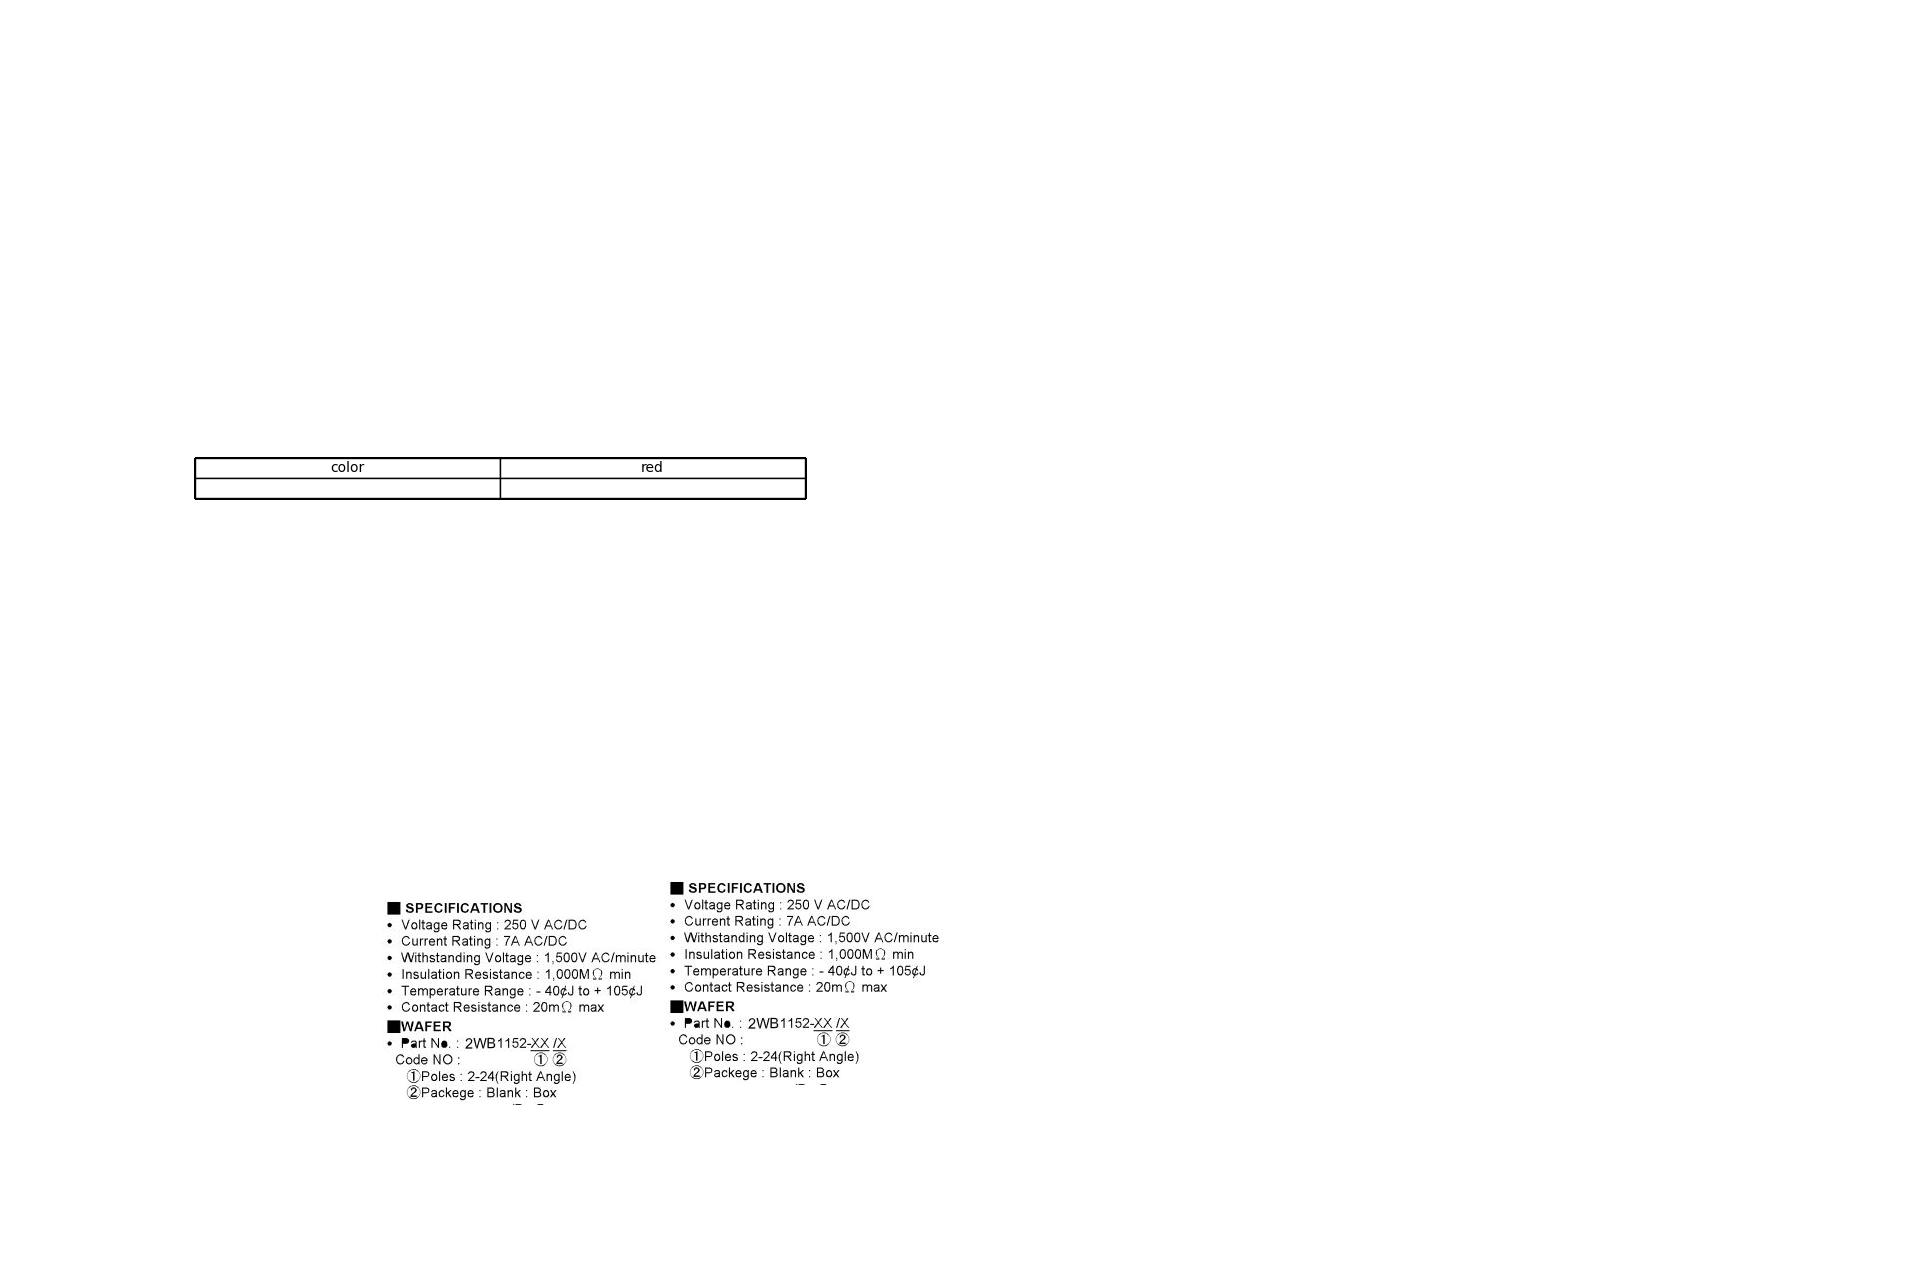 color red
■ SPECIFICATIONS
• Voltage Rating : 250 V AC/DC
• Current Rating : 7A AC/DC
• Withstanding Voltage : 1,500V AC/minute
• Insulation Resistance : 1,000MΩ min
• Temperature Range : - 40¢J to + 105¢J
• Contact Resistance : 20mΩ max
■WAFER
• Part No. : 2WB1152-XX /X
Code NO : ① ②
①Poles : 2-24(Right Angle)
②Packege : Blank : Box
■ SPECIFICATIONS
• Voltage Rating : 250 V AC/DC
• Current Rating : 7A AC/DC
• Withstanding Voltage : 1,500V AC/minute
• Insulation Resistance : 1,000MΩ min
• Temperature Range : - 40¢J to + 105¢J
• Contact Resistance : 20mΩ max
■WAFER
• Part No. : 2WB1152-XX /X
Code NO : ① ②
①Poles : 2-24(Right Angle)
②Packege : Blank : Box